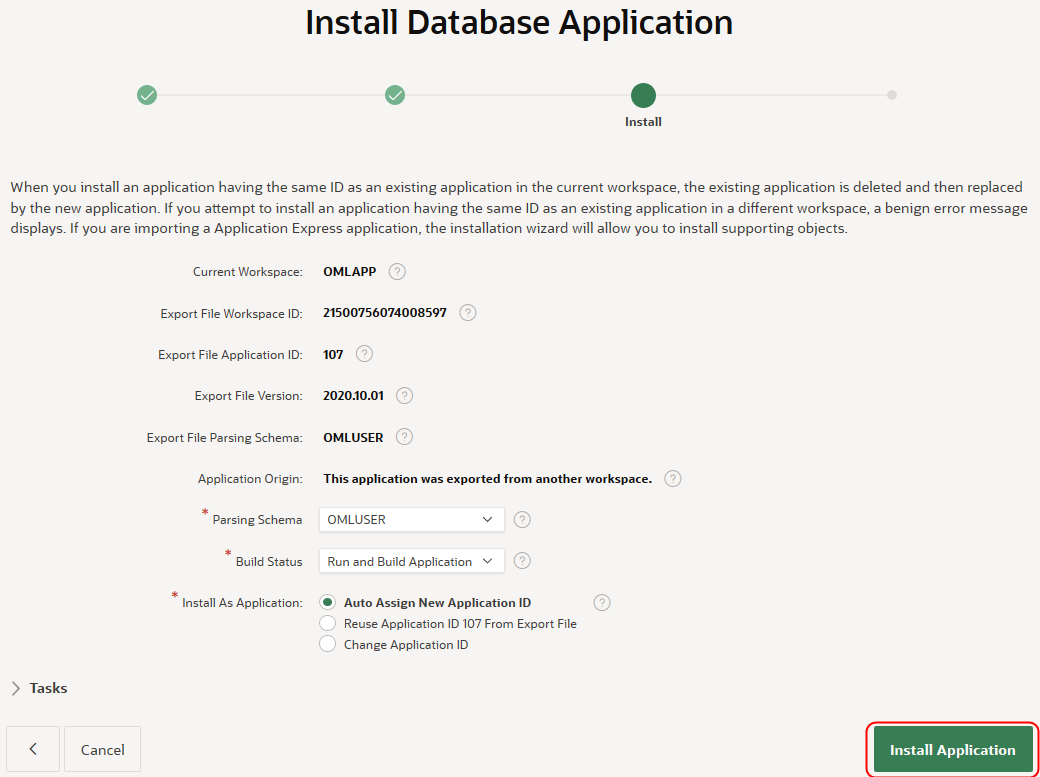 Install Database Application
Install
When you install an application having the same ID as an existing application in the current workspace, the existing application is deleted and then replaced
by the new application. If you attempt to install an application having the same ID as an existing application in a different workspace, a benign error message
displays. If you are importing a Application Express application, the installation wizard will allow you to install supporting objects.
Current Workspace: OMLAPP ?
Export File Workspace ID: 21500756074008597 ?
Export File Application ID: 107 ?
Export File Version: 2020.10.01 ?
Export File Parsing Schema: OMLUSER ?
Application Origin: This application was exported from another workspace. ?
* Parsing Schema OMLUSER ?
* Build Status Run and Build Application ?
* Install As Application: Auto Assign New Application ID ?
Reuse Application ID 107 From Export File
Change Application ID
Tasks
Cancel Install Application